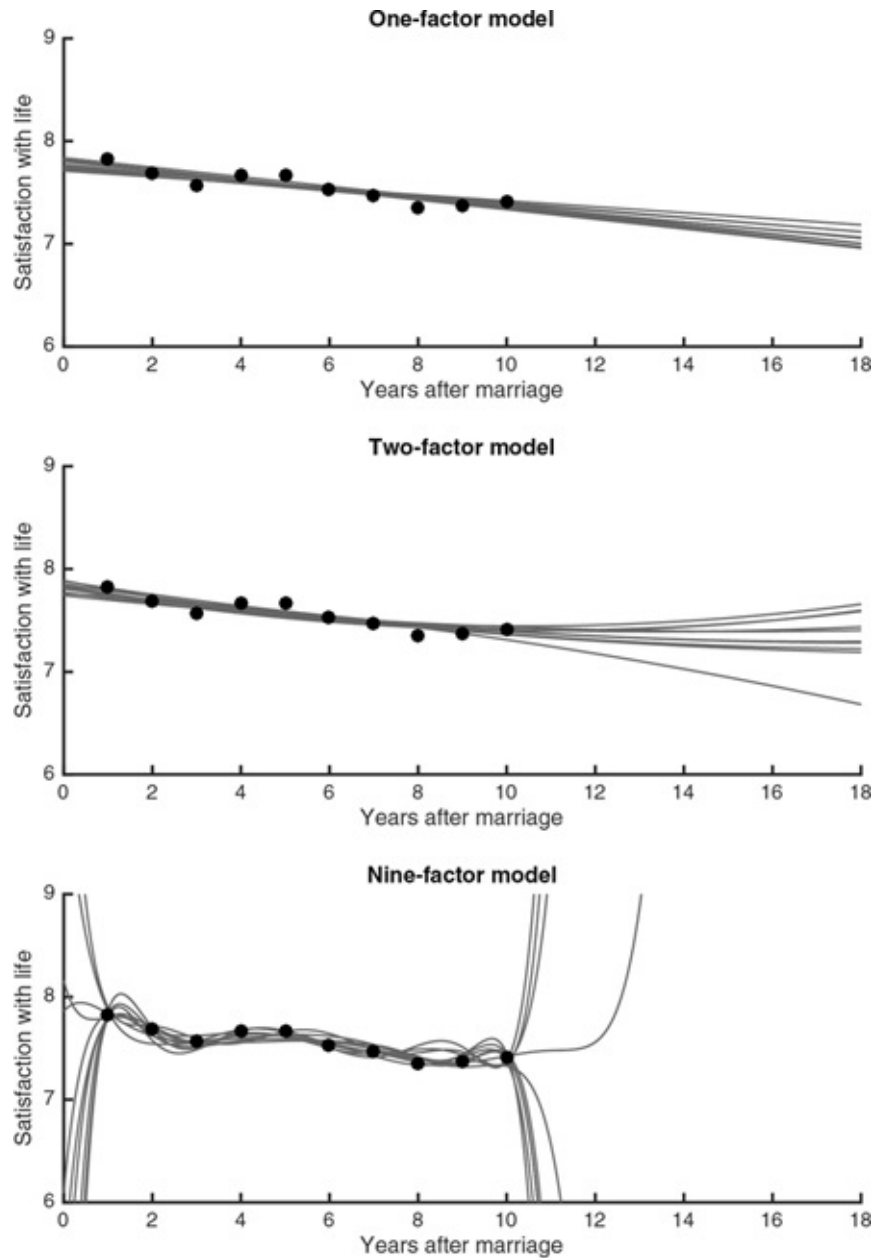 One-factor model
Satisfaction with life
9
8
7
6
0 2 4 6 8 10 12 14 16 18
Years after marriage
Two-factor model
Satisfaction with life
9
8
7
6
0 2 4 6 8 10 12 14 16 18
Years after marriage
Nine-factor model
Satisfaction with life
9
8
7
6
0 2 4 6 8 10 12 14 16 18
Years after marriage